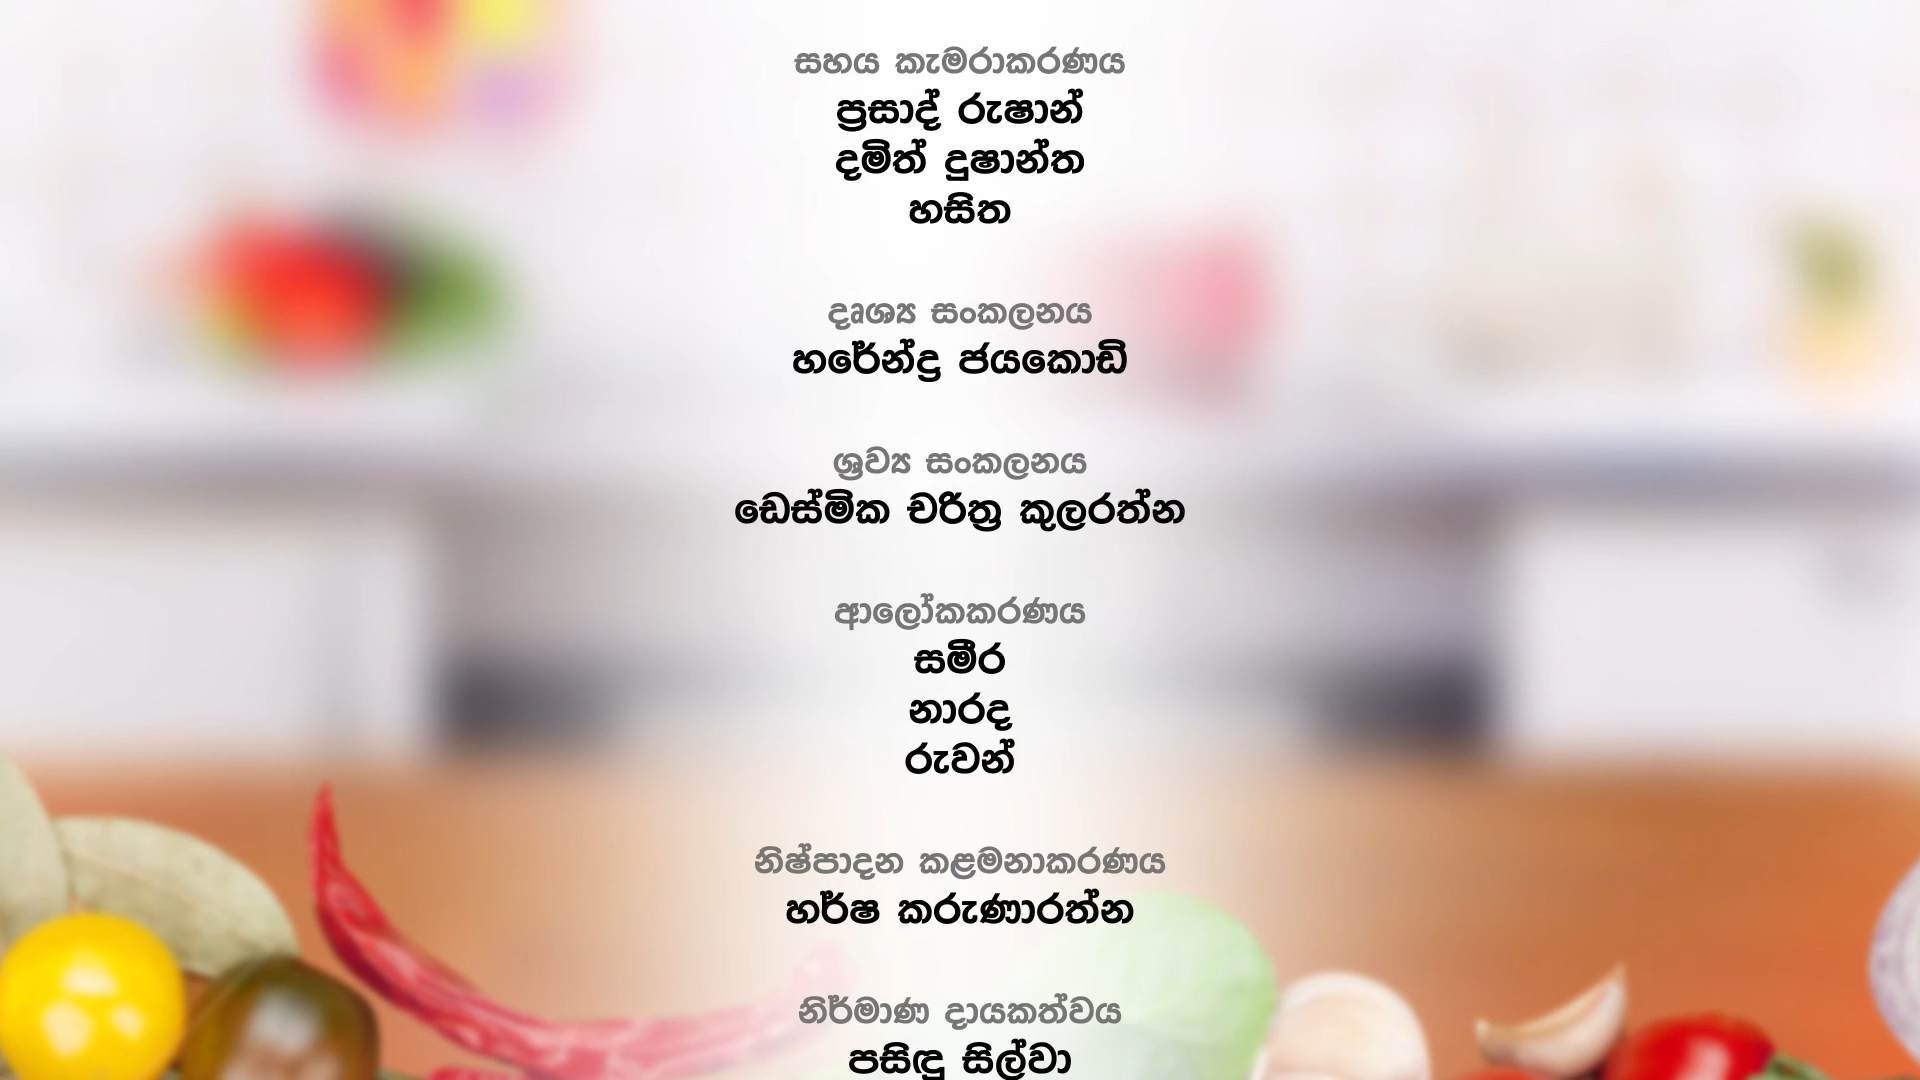 සහය කැමරාකරණය
ප්‍රසාද් රුෂාන්
දමිත් දුෂාන්ත
හසිත
දෘශ්‍ය සංකලනය
හරේන්ද්‍ර ජයකොඩි
ශ්‍රව්‍ය සංකලනය
ඩෙස්මික චරිත්‍ර කුලරත්න
ආලෝකකරණය
සමීර
නාරද
රුවන්
නිෂ්පාදන කළමනාකරණය
හර්ෂ කරුණාරත්න
නිර්මාණ දායකත්වය
පසිඳු සිල්වා